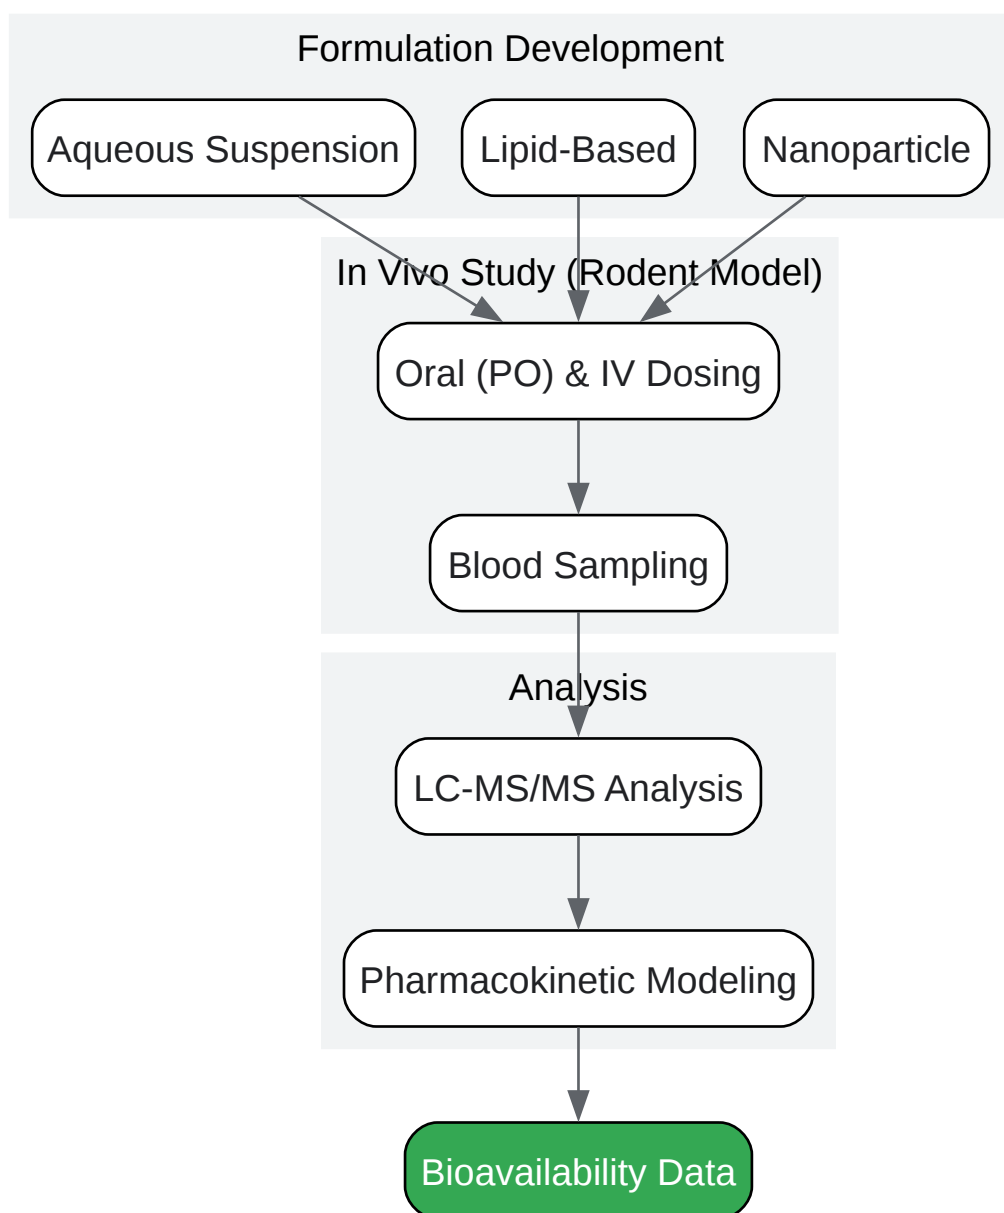 Formulation Development
Aqueous Suspension
Lipid-Based
Nanoparticle
In Vivo Study (Rodent Model)
Oral (PO) & IV Dosing
Blood Sampling
Analysis
LC-MS/MS Analysis
Pharmacokinetic Modeling
Bioavailability Data